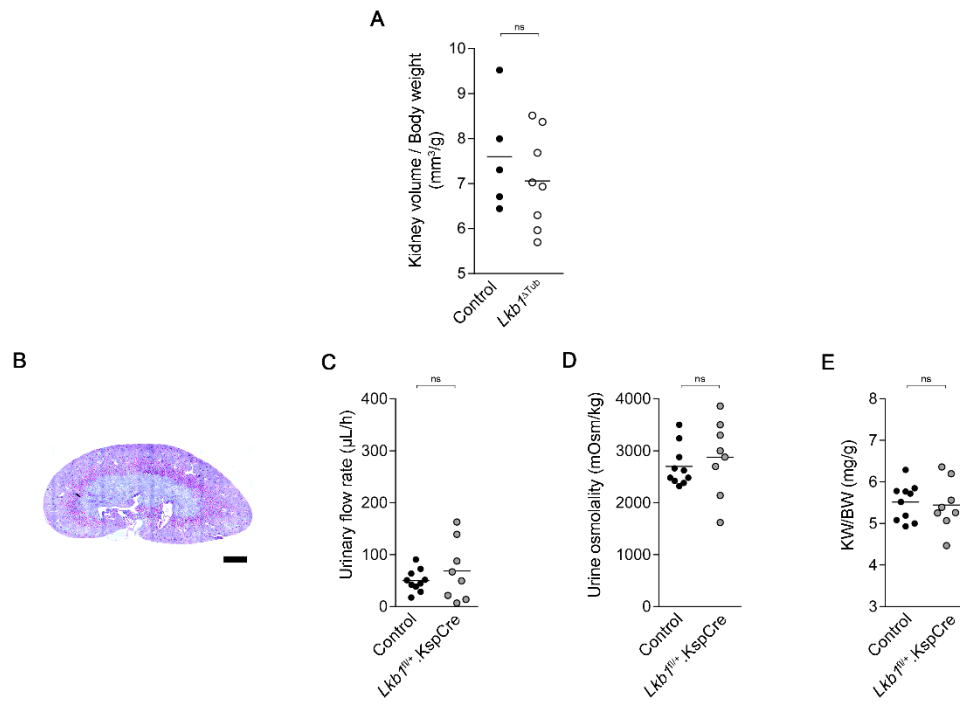 A
ns
Kidney volume / Body weight
(mm³/g)
10
9
8
7
6
5
Control
Lkb1ΔTub
B
C
ns
Urinary flow rate (µL/h)
400
300
200
100
0
Control
Lkb1fl/+:KspCre
D
ns
Urine osmolality (mOsm/kg)
4000
3000
2000
1000
0
Control
Lkb1fl/+:KspCre
E
ns
KW/BW (mg/g)
8
7
6
5
4
3
Control
Lkb1fl/+:KspCre